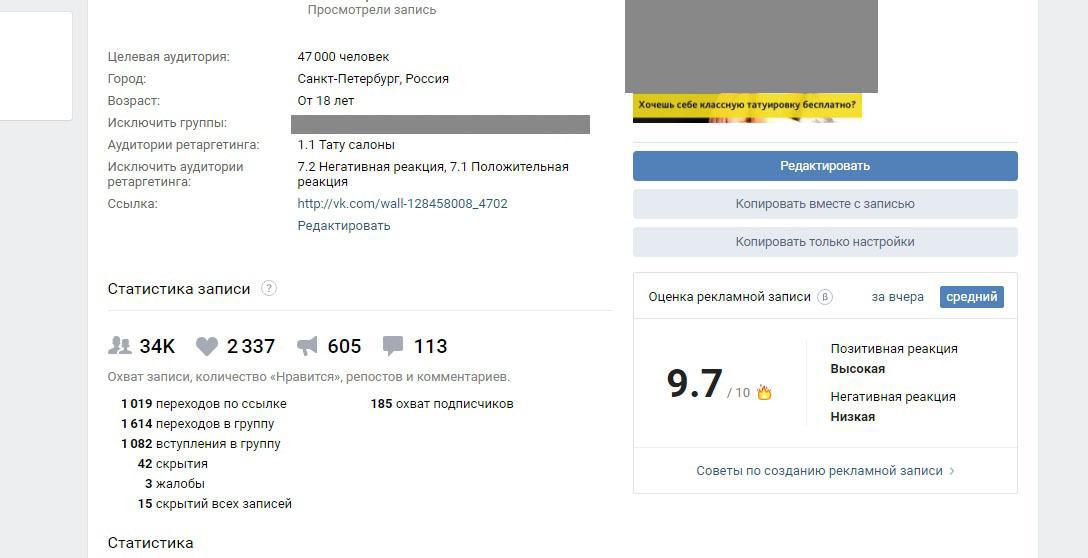 Просмотрели запись
Целевая аудитория: 47 000 человек
Город: Санкт-Петербург, Россия
Возраст: От 18 лет
Исключить группы:
Аудитории ретаргетинга: 1.1 Тату салоны
Исключить аудитории ретаргетинга: 7.2 Негативная реакция, 7.1 Положительная
реакция
Ссылка: http://vk.com/wall-128458008_4702
Редактировать
Хочешь себе классную татуировку бесплатно?
Редактировать
Копировать вместе с записью
Копировать только настройки
Статистика записи ?
34K 2 337 605 113
Охват записи, количество «Нравится», репостов и комментариев.
1 019 переходов по ссылке 185 охват подписчиков
1 614 переходов в группу
1 082 вступления в группу
42 скрытия
3 жалобы
15 скрытий всех записей
Оценка рекламной записи β за вчера средний
9.7 / 10
Позитивная реакция
Высокая
Негативная реакция
Низкая
Советы по созданию рекламной записи ›
Статистика